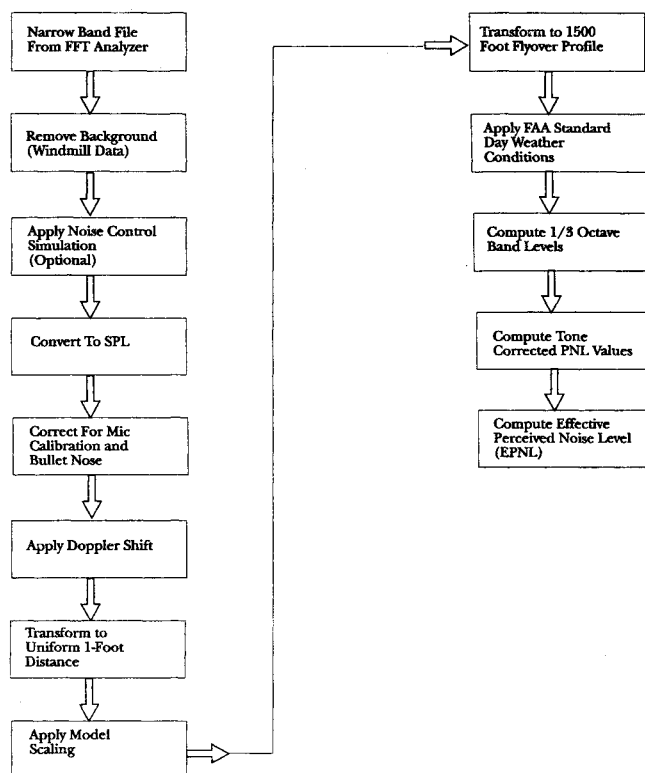 Narrow Band File
From FFT Analyzer
Remove Background
(Windmill Data)
Apply Noise Control
Simulation
(Optional)
Convert To SPL
Correct For Mic
Calibration and
Bullet Nose
Apply Doppler Shift
Transform to
Uniform 1-Foot
Distance
Apply Model
Scaling
Transform to 1500
Foot Flyover Profile
Apply FAA Standard
Day Weather
Conditions
Compute 1/3 Octave
Band Levels
Compute Tone
Corrected PNL Values
Compute Effective
Perceived Noise Level
(EPNL)